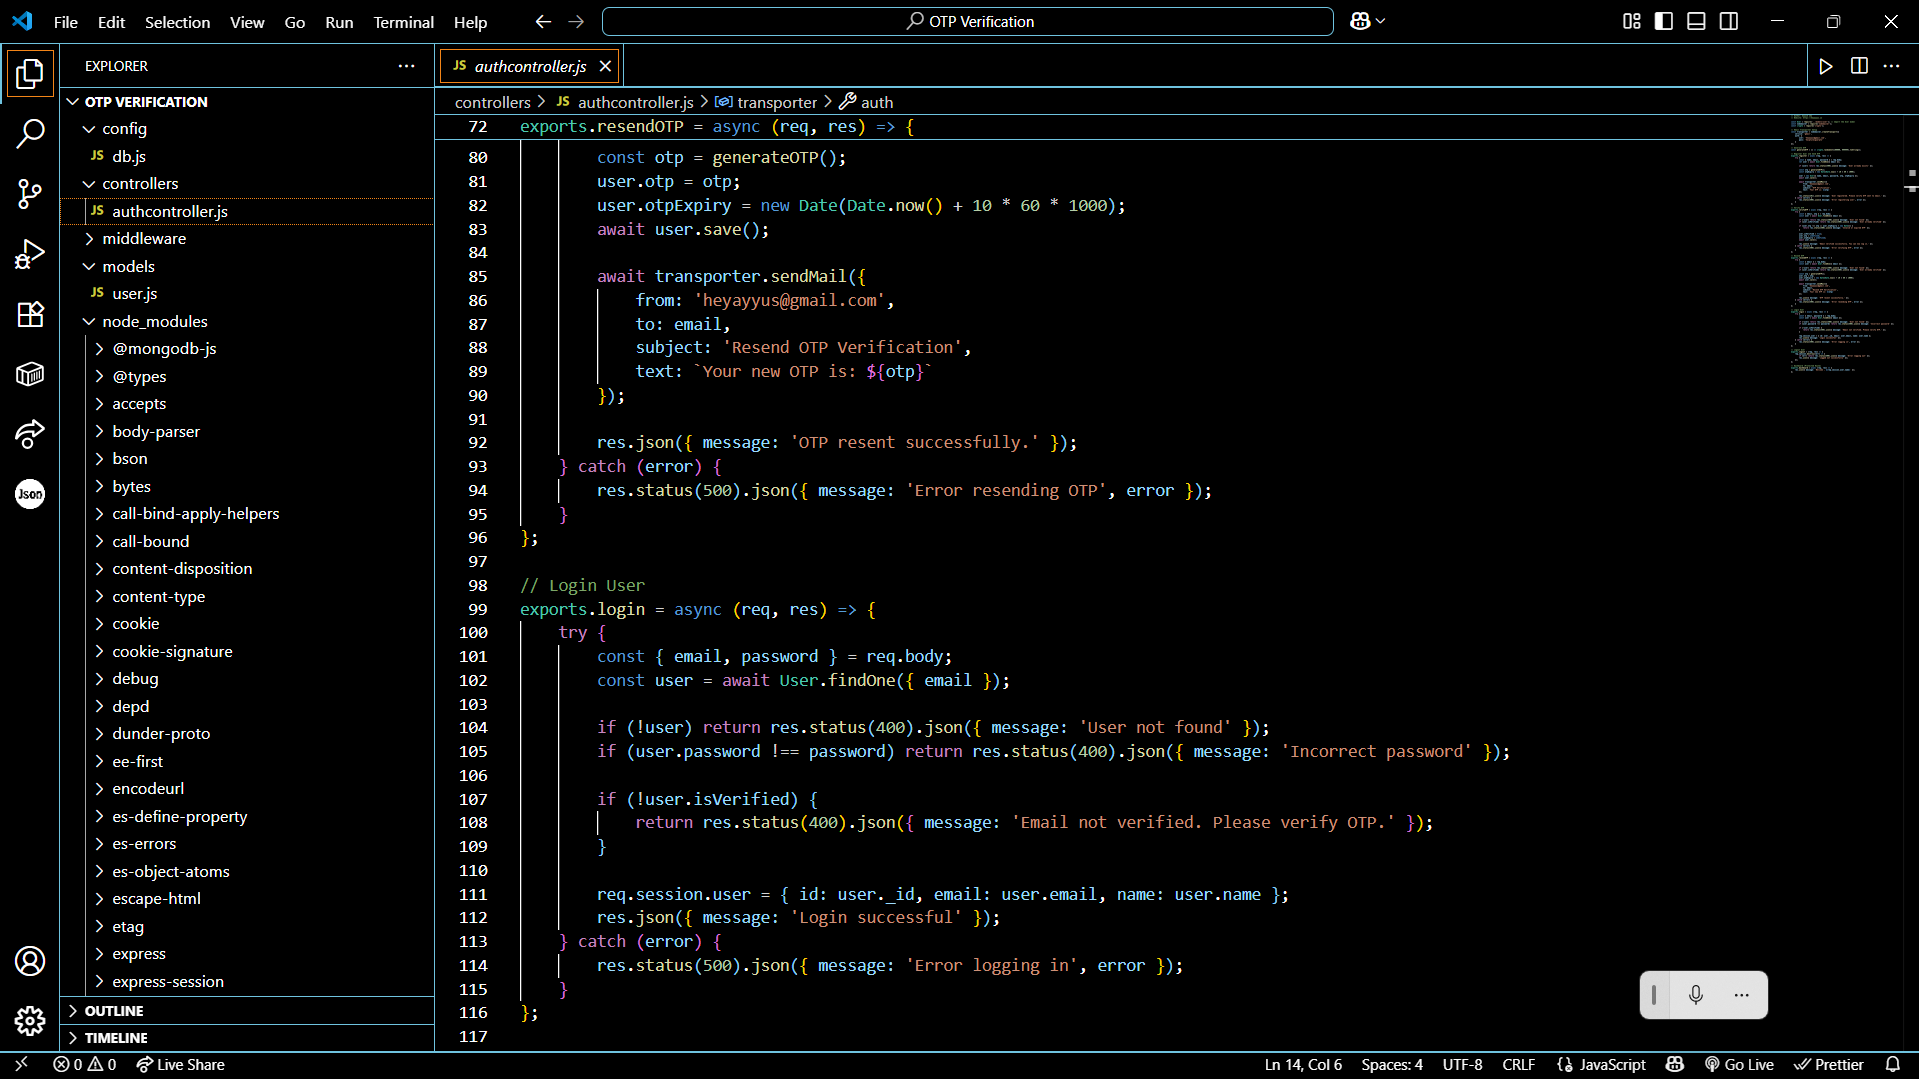 File Edit Selection View Go Run Terminal Help
OTP Verification
EXPLORER
OTP VERIFICATION
config
JS db.js
controllers
JS authcontroller.js
middleware
models
JS user.js
node_modules
@mongodb-js
@types
accepts
body-parser
bson
bytes
call-bind-apply-helpers
call-bound
content-disposition
content-type
cookie
cookie-signature
debug
depd
dunder-proto
ee-first
encodeurl
es-define-property
es-errors
es-object-atoms
escape-html
etag
express
express-session
OUTLINE
TIMELINE
Json
JS authcontroller.js
controllers > JS authcontroller.js > transporter > auth
72 exports.resendOTP = async (req, res) => {
80 const otp = generateOTP();
81 user.otp = otp;
82 user.otpExpiry = new Date(Date.now() + 10 * 60 * 1000);
83 await user.save();
84
85 await transporter.sendMail({
86 from: 'heyayyus@gmail.com',
87 to: email,
88 subject: 'Resend OTP Verification',
89 text: `Your new OTP is: ${otp}`
90 });
91
92 res.json({ message: 'OTP resent successfully.' });
93 } catch (error) {
94 res.status(500).json({ message: 'Error resending OTP', error });
95 }
96 };
97
98 // Login User
99 exports.login = async (req, res) => {
100 try {
101 const { email, password } = req.body;
102 const user = await User.findOne({ email });
103
104 if (!user) return res.status(400).json({ message: 'User not found' });
105 if (user.password !== password) return res.status(400).json({ message: 'Incorrect password' });
106
107 if (!user.isVerified) {
108 return res.status(400).json({ message: 'Email not verified. Please verify OTP.' });
109 }
110
111 req.session.user = { id: user._id, email: user.email, name: user.name };
112 res.json({ message: 'Login successful' });
113 } catch (error) {
114 res.status(500).json({ message: 'Error logging in', error });
115 }
116 };
117
0 0 Live Share
Ln 14, Col 6 Spaces: 4 UTF-8 CRLF {} JavaScript Go Live Prettier